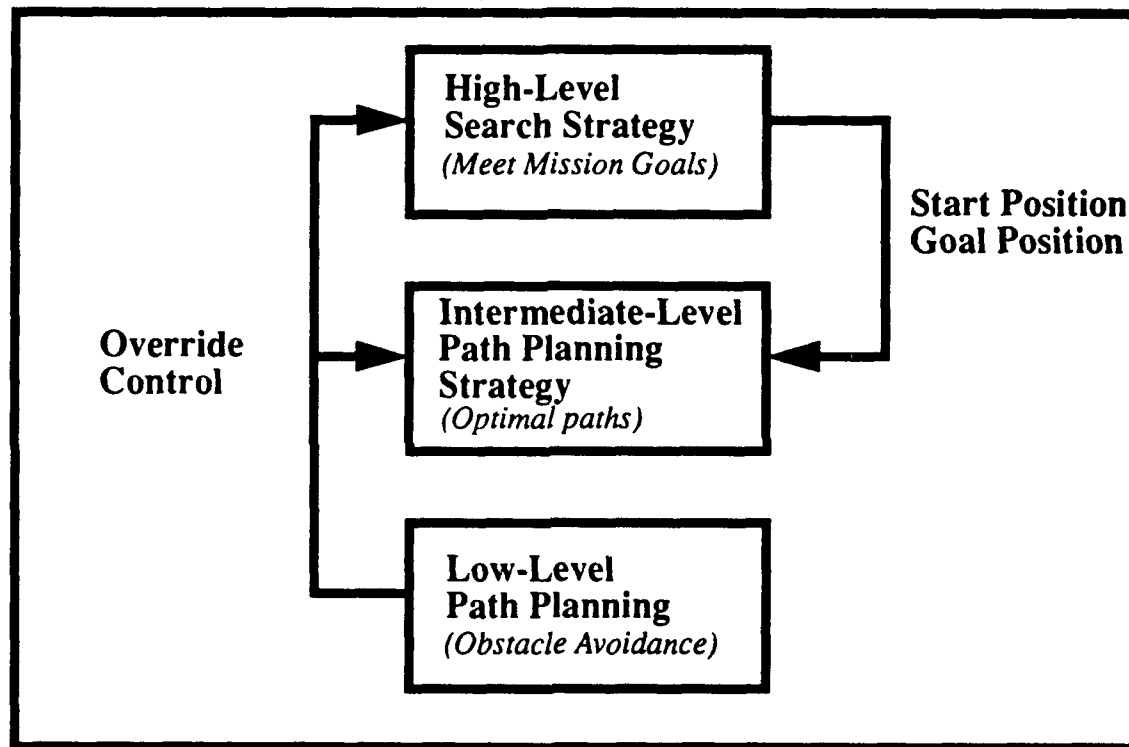 High-Level
Search Strategy
(Meet Mission Goals)
Start Position
Goal Position
Intermediate-Level
Path Planning
Strategy
(Optimal paths)
Override
Control
Low-Level
Path Planning
(Obstacle Avoidance)